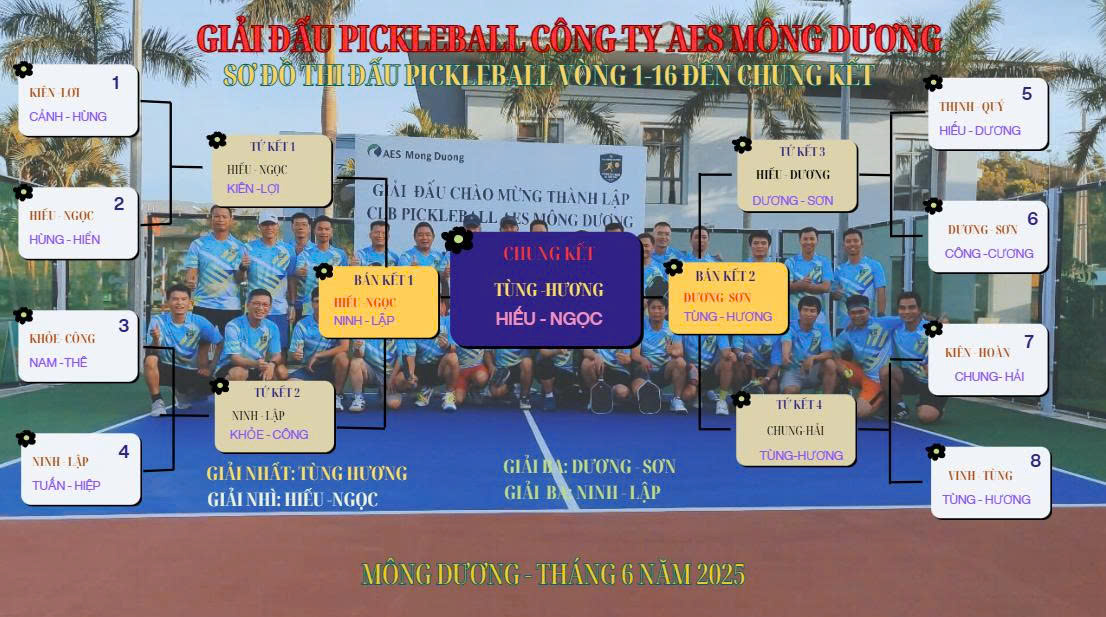 GIẢI ĐẤU PICKLEBALL CÔNG TY AES MÔNG DƯƠNG
SƠ ĐỒ THI ĐẤU PICKLEBALL VÒNG 1-16 ĐẾN CHUNG KẾT
1
KIÊN -LỢI
CẢNH - HÙNG
2
HIẾU - NGỌC
HÙNG - HIỂN
3
KHỎE- CÔNG
NAM -THẾ
4
NINH - LẬP
TUẤN - HIỆP
TỨ KẾT 1
HIẾU - NGỌC
KIÊN -LỢI
TỨ KẾT 2
NINH - LẬP
KHỎE - CÔNG
BÁN KẾT 1
HIẾU -NGỌC
NINH - LẬP
AES Mong Duong
GIẢI ĐẤU CHÀO MỪNG THÀNH LẬP
CLB PICKLEBALL AES MÔNG DƯƠNG
CHUNG KẾT
TÙNG -HƯƠNG
HIẾU - NGỌC
BÁN KẾT 2
DƯƠNG -SƠN
TÙNG - HƯƠNG
TỨ KẾT 3
HIẾU - DƯƠNG
DƯƠNG - SƠN
TỨ KẾT 4
CHUNG-HẢI
TÙNG-HƯƠNG
5
THỊNH - QUÝ
HIẾU - DƯƠNG
6
DƯƠNG - SƠN
CÔNG -CƯƠNG
7
KIÊN - HOÀN
CHUNG- HẢI
8
VINH - TÙNG
TÙNG - HƯƠNG
GIẢI NHẤT: TÙNG HƯƠNG
GIẢI NHÌ: HIẾU -NGỌC
GIẢI BA: DƯƠNG - SƠN
GIẢI BA: NINH - LẬP
MÔNG DƯƠNG - THÁNG 6 NĂM 2025